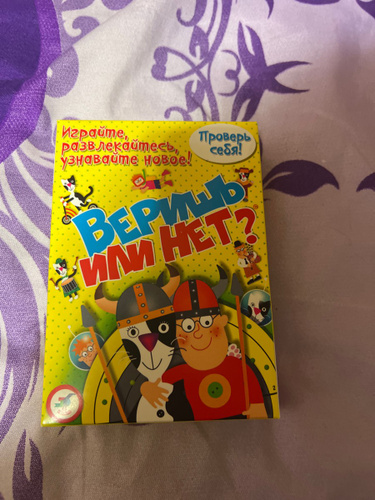 Играйте,
развлекайтесь,
узнавайте новое!
Проверь
себя!
Веришь
или нет?